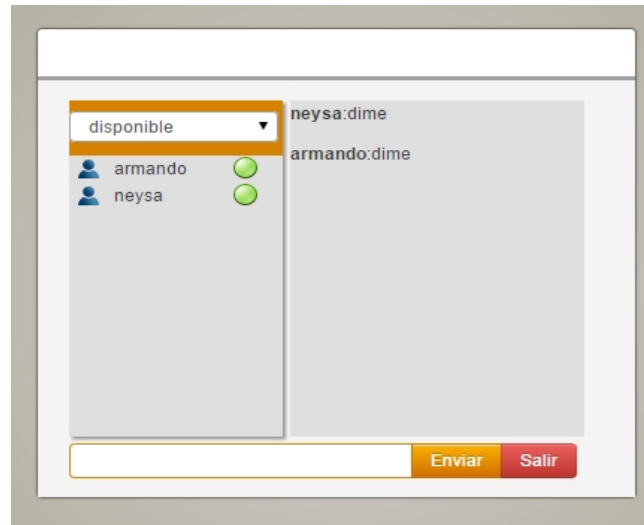 disponible
armando
neysa
neysa:dime
armando:dime
Enviar
Salir